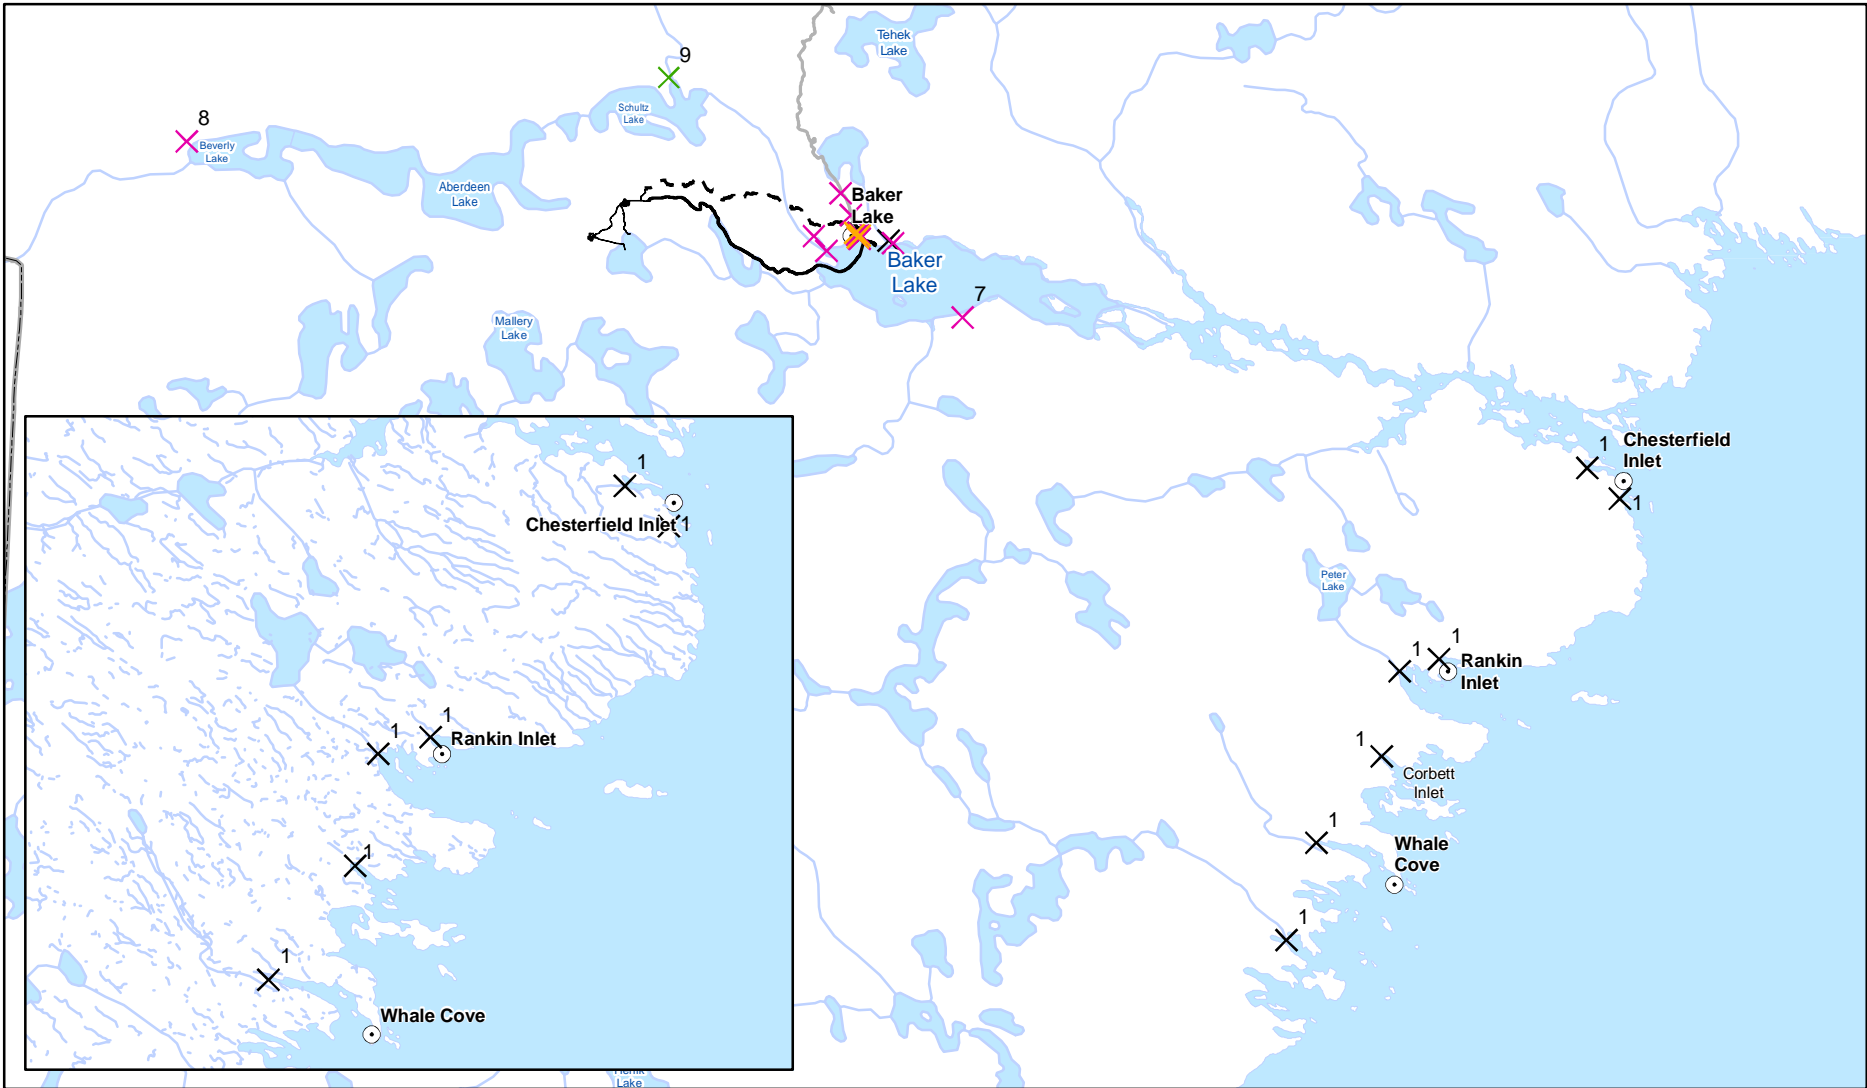 Tehek
Lake
9
Schultz
Lake
8
Beverly
Lake
Aberdeen
Lake
Baker
Lake
Baker
Lake
7
Mallery
Lake
1
Chesterfield
Inlet
1
Peter
Lake
1
1
Rankin
Inlet
1
Corbett
Inlet
1
Whale
Cove
1
1
Chesterfield Inlet
1
1
1
Rankin Inlet
1
1
Whale Cove
Lake